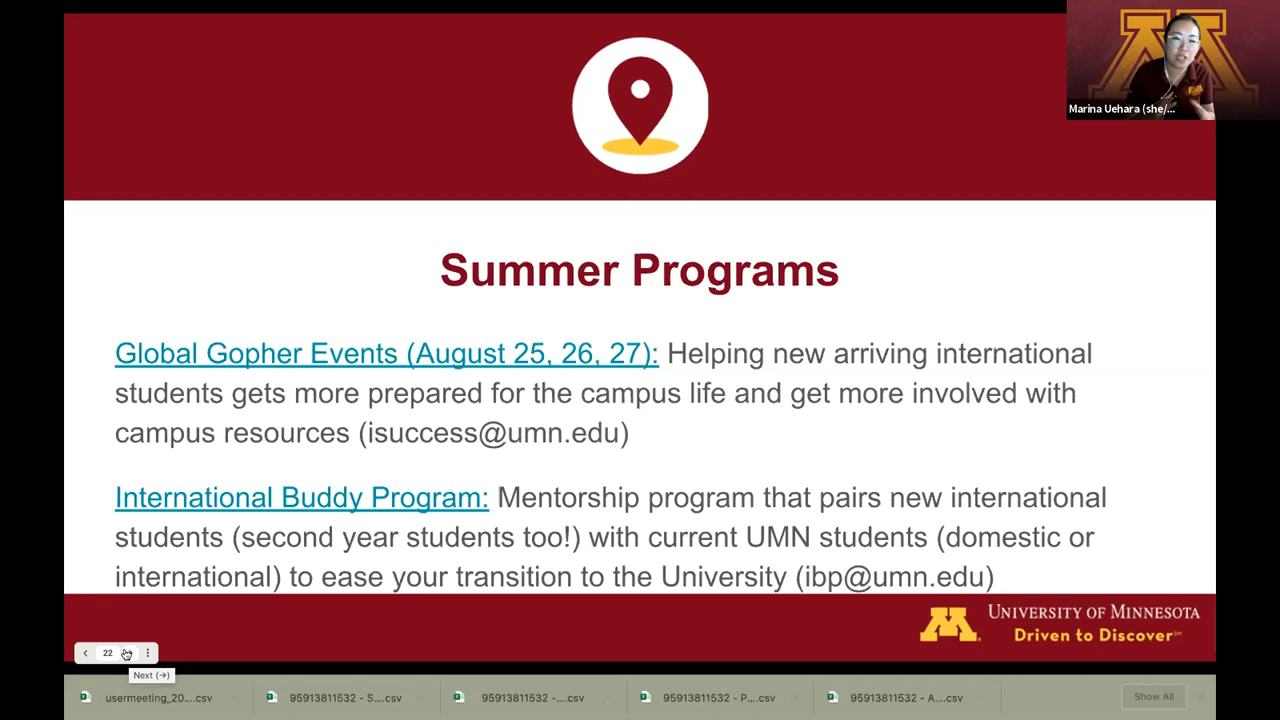 Marina Uehara (she/...
Summer Programs
Global Gopher Events (August 25, 26, 27): Helping new arriving international
students gets more prepared for the campus life and get more involved with
campus resources (isuccess@umn.edu)
International Buddy Program: Mentorship program that pairs new international
students (second year students too!) with current UMN students (domestic or
international) to ease your transition to the University (ibp@umn.edu)
UNIVERSITY OF MINNESOTA
Driven to Discover
22
Next (→)
usermeeting_20....csv
95913811532 - S....csv
95913811532 -....csv
95913811532 - P....csv
95913811532 - A....csv
Show All